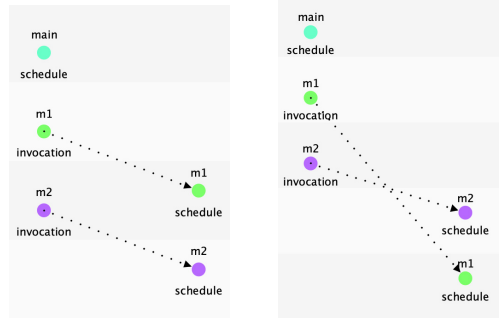 main
schedule
m1
invocation
m1
schedule
m2
invocation
m2
schedule
main
schedule
m1
invocation
m2
invocation
m2
schedule
m1
schedule